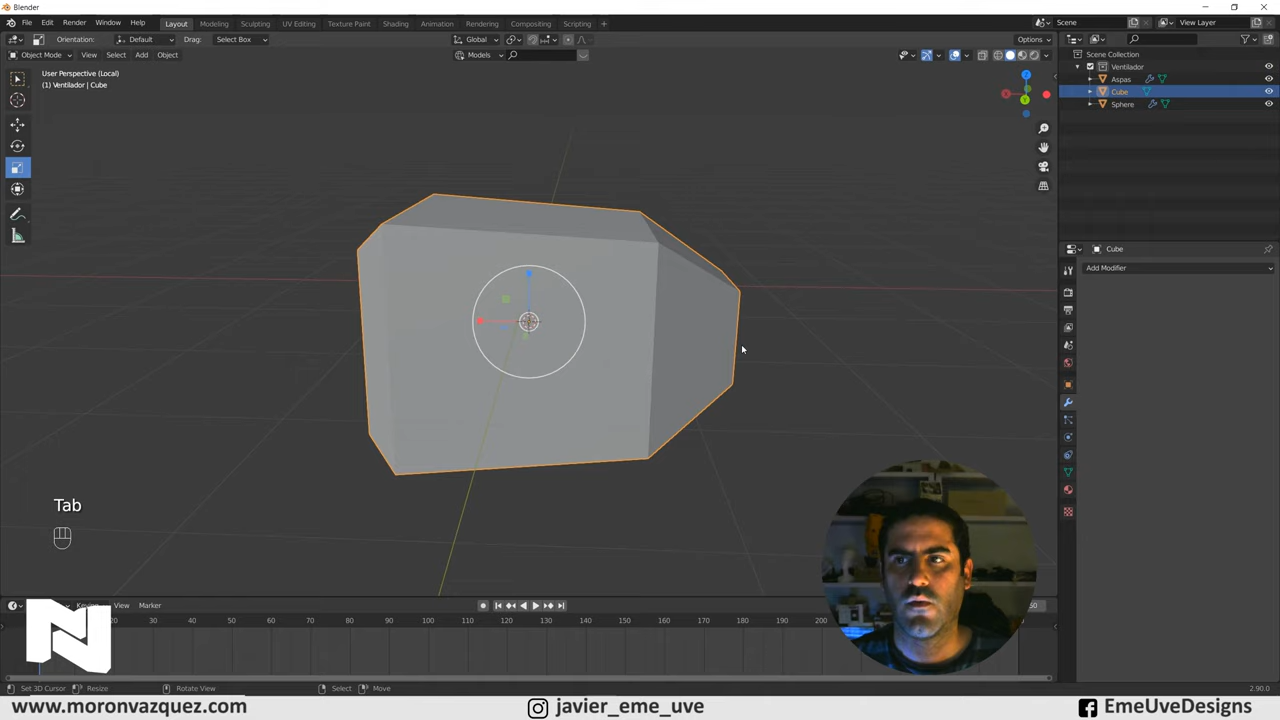 Blender
File Edit Render Window Help Layout Modeling Sculpting UV Editing Texture Paint Shading Animation Rendering Compositing Scripting + Scene View Layer
Orientation: Default Drag: Select Box Global Options
Object Mode View Select Add Object Models
User Perspective (Local)
(1) Ventilador | Cube
Scene Collection
Ventilador
Aspas
Cube
Sphere
Cube
Add Modifier
X
Y
Z
Tab
View Marker
20 30 40 50 60 70 80 90 100 110 120 130 140 150 160 170 180 190 200
Set 3D Cursor Resize Rotate View Select Move 2.90.0
N
www.moronvazquez.com javier_eme_uve EmeUveDesigns